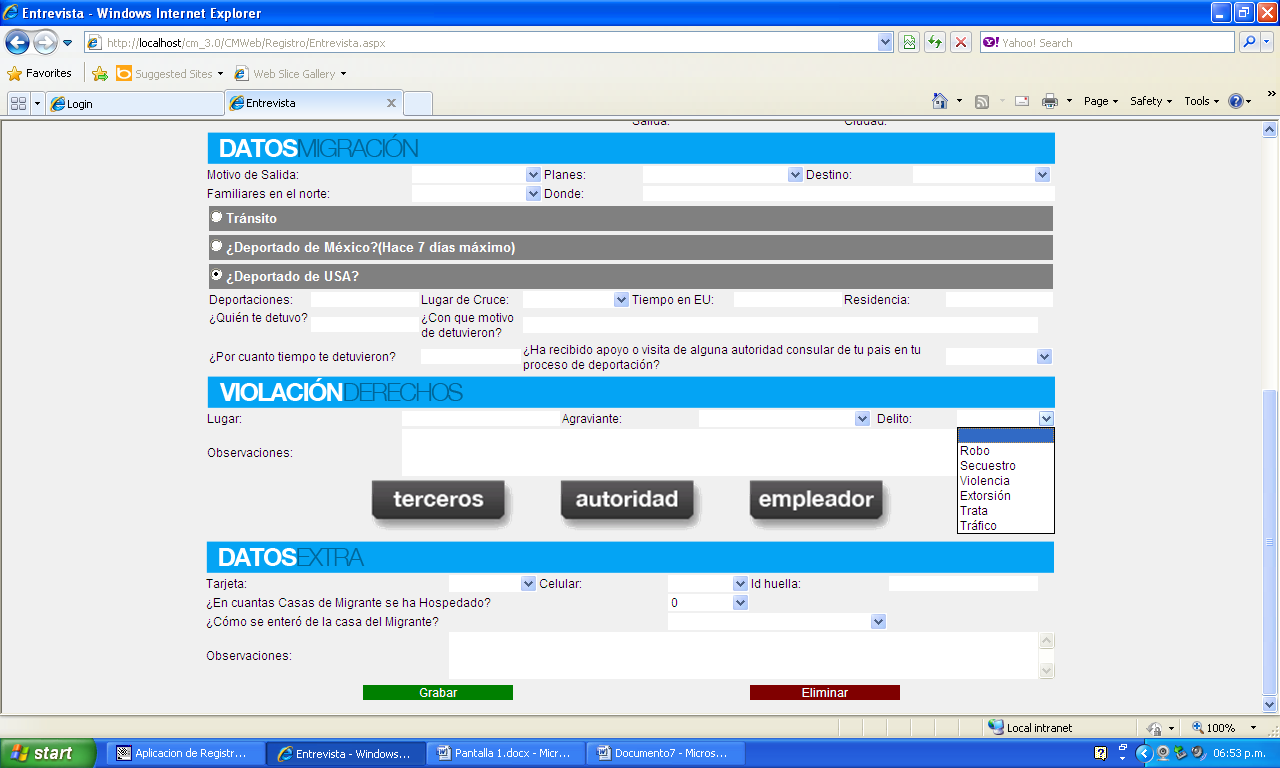 Entrevista - Windows Internet Explorer
http://localhost/cm_3.0/CMWeb/Registro/Entrevista.aspx
Yahoo! Search
Favorites Suggested Sites Web Slice Gallery
Login Entrevista X Page Safety Tools »
Salida: Ciudad:
DATOSMIGRACIÓN
Motivo de Salida: Planes: Destino:
Familiares en el norte: Donde:
Tránsito
¿Deportado de México?(Hace 7 días máximo)
¿Deportado de USA?
Deportaciones: Lugar de Cruce: Tiempo en EU: Residencia:
¿Quién te detuvo? ¿Con que motivo
de detuvieron?
¿Por cuanto tiempo te detuvieron? ¿Ha recibido apoyo o visita de alguna autoridad consular de tu pais en tu
proceso de deportación?
VIOLACIÓNDERECHOS
Lugar: Agraviante: Delito:
Observaciones:
Robo
Secuestro
Violencia
Extorsión
Trata
Tráfico
terceros autoridad empleador
DATOSEXTRA
Tarjeta: Celular: Id huella:
¿En cuantas Casas de Migrante se ha Hospedado? 0
¿Cómo se enteró de la casa del Migrante?
Observaciones:
Grabar Eliminar
Local intranet 100%
start Aplicacion de Registr... Entrevista - Windows... Pantalla 1.docx - Micr... Documento7 - Micros... 06:53 p.m.